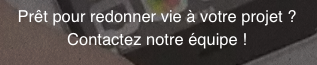 Prêt pour redonner vie à votre projet ?
Contactez notre équipe !